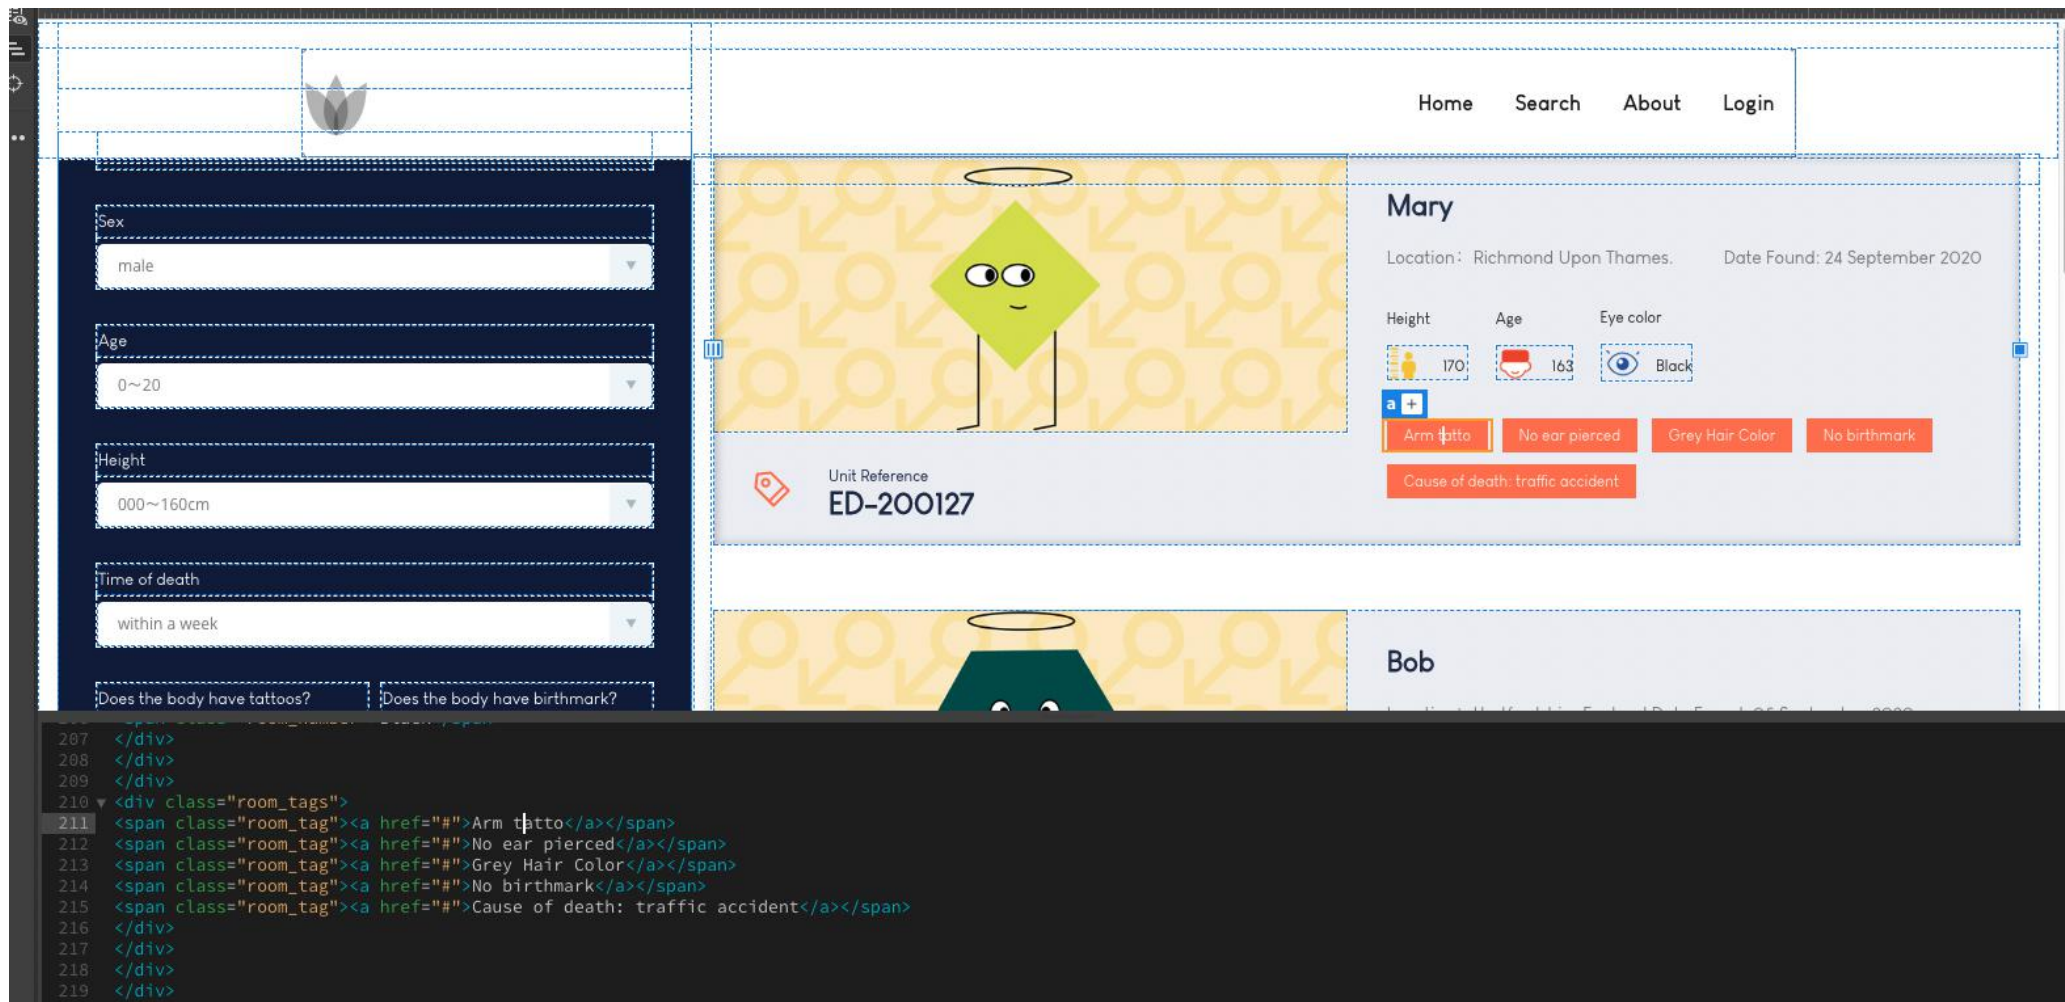 Home Search About Login
Sex
male
Age
0～20
Height
000～160cm
Time of death
within a week
Does the body have tattoos? Does the body have birthmark?
Mary
Location： Richmond Upon Thames. Date Found: 24 September 2020
Height Age Eye color
170 163 Black
a +
Arm tatto No ear pierced Grey Hair Color No birthmark
Cause of death: traffic accident
Unit Reference
ED-200127
Bob
207 </div>
208 </div>
209 </div>
210 <div class="room_tags">
211 <span class="room_tag"><a href="#">Arm tatto</a></span>
212 <span class="room_tag"><a href="#">No ear pierced</a></span>
213 <span class="room_tag"><a href="#">Grey Hair Color</a></span>
214 <span class="room_tag"><a href="#">No birthmark</a></span>
215 <span class="room_tag"><a href="#">Cause of death: traffic accident</a></span>
216 </div>
217 </div>
218 </div>
219 </div>